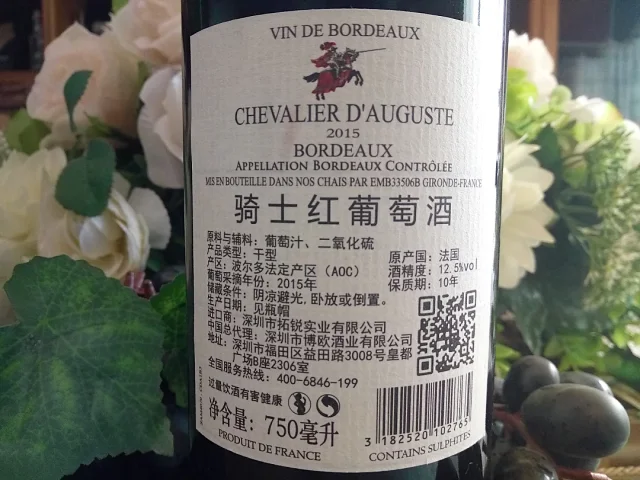 VIN DE BORDEAUX
CHEVALIER D'AUGUSTE
2015
BORDEAUX
APPELLATION BORDEAUX CONTRÔLÉE
MIS EN BOUTEILLE DANS NOS CHAIS PAR EMB33506B GIRONDE-FRANCE
骑士红葡萄酒
原料与辅料：葡萄汁、二氧化硫
产品类型：干型 原产国：法国
产区：波尔多法定产区（AOC） 酒精度：12.5%vol
葡萄采摘年份：2015年 保质期：10年
储藏条件：阴凉避光,卧放或倒置。
生产日期：见瓶帽
进口商：深圳市拓锐实业有限公司
中国总代理：深圳市博欧酒业有限公司
地址：深圳市福田区益田路3008号皇都
广场B座2306室
全国服务热线：400-6846-199
过量饮酒有害健康
净含量：750毫升
3 182520 102765
PRODUIT DE FRANCE CONTAINS SULPHITES